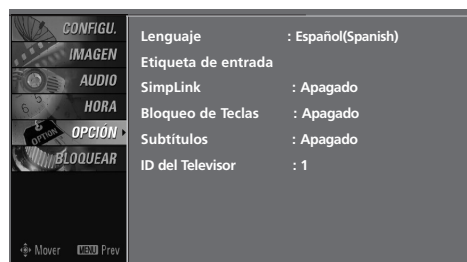 CONFIGU.
IMAGEN
AUDIO
HORA
OPCIÓN
BLOQUEAR
Mover MENU Prev
Lenguaje : Español(Spanish)
Etiqueta de entrada
SimpLink : Apagado
Bloqueo de Teclas : Apagado
Subtítulos : Apagado
ID del Televisor : 1